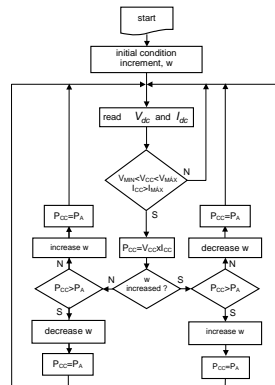 start
initial condition
increment, w
read V_dc and I_dc
V_MIN<V_CC<V_MÁX
I_CC>I_MÁX
N
S
P_CC=P_A
P_CC=P_A
increase w
P_CC=V_CC x I_CC
decrease w
N
N
P_CC>P_A
N
w
increased ?
S
P_CC>P_A
S
S
decrease w
increase w
P_CC=P_A
P_CC=P_A